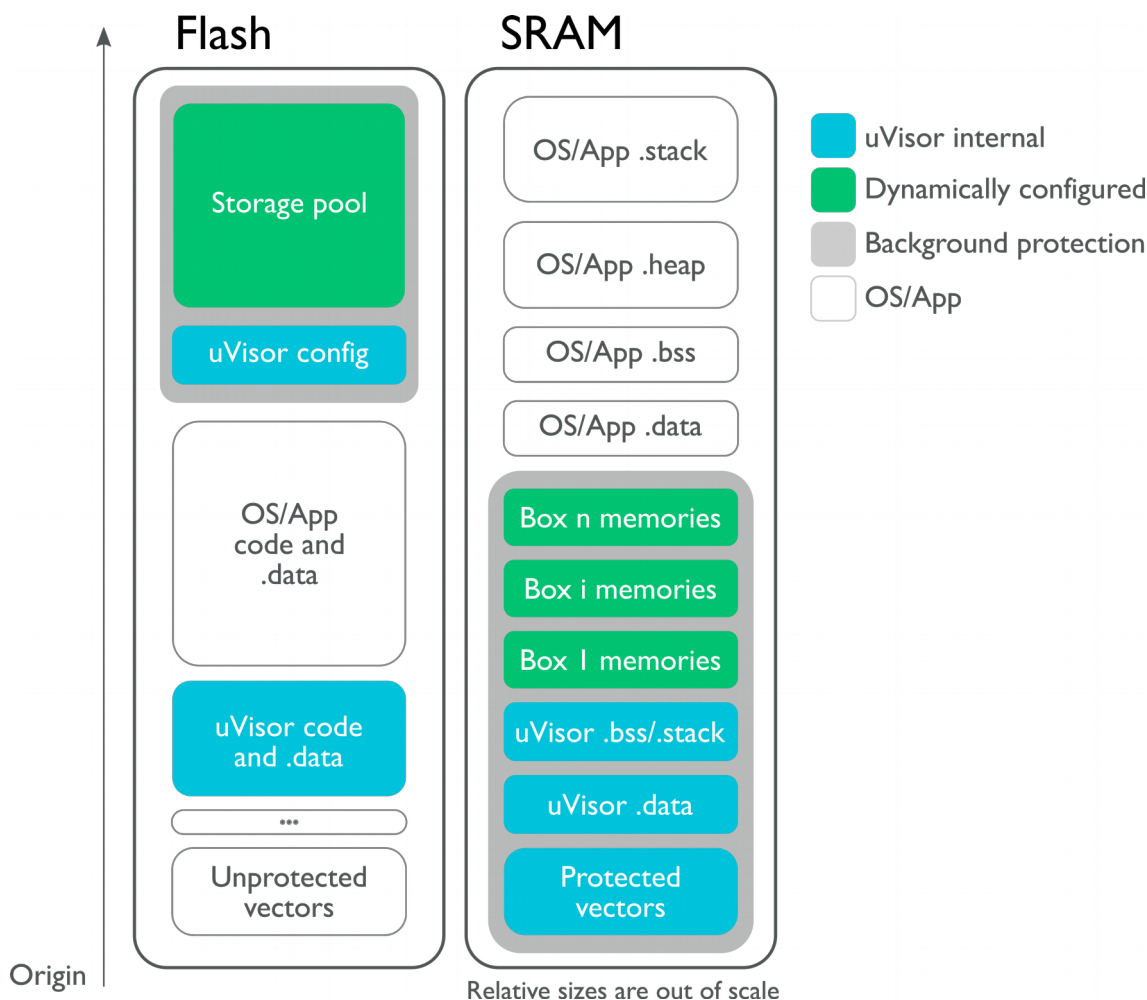 Flash
SRAM
Storage pool
uVisor config
OS/App
code and
.data
uVisor code
and .data
•••
Unprotected
vectors
OS/App .stack
OS/App .heap
OS/App .bss
OS/App .data
Box n memories
Box i memories
Box 1 memories
uVisor .bss/.stack
uVisor .data
Protected
vectors
uVisor internal
Dynamically configured
Background protection
OS/App
Origin
Relative sizes are out of scale